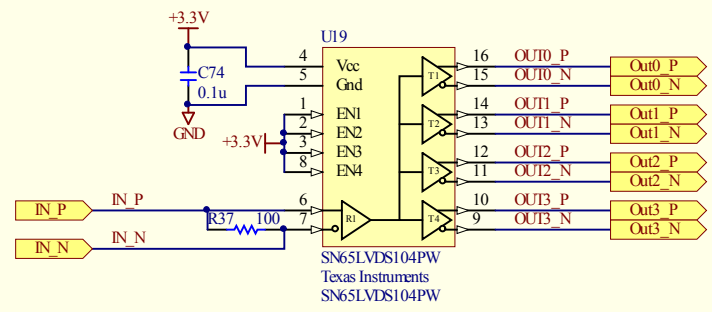 +3.3V
U19
C74
0.1u
GND
4 Vcc
5 Gnd
1 EN1
2 EN2
3 EN3
8 EN4
+3.3V
T1
T2
T3
T4
R1
16 OUT0_P Out0_P
15 OUT0_N Out0_N
14 OUT1_P Out1_P
13 OUT1_N Out1_N
12 OUT2_P Out2_P
11 OUT2_N Out2_N
10 OUT3_P Out3_P
9 OUT3_N Out3_N
IN_P IN_P 6
R37 100 7
IN_N IN_N
SN65LVDS104PW
Texas Instruments
SN65LVDS104PW